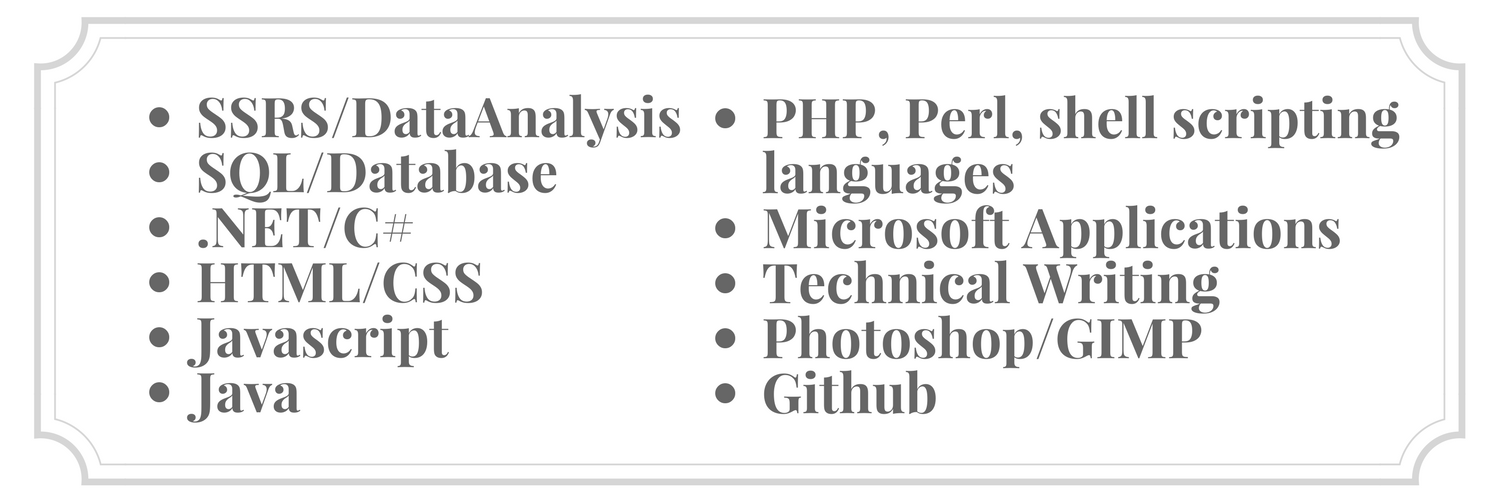 SSRS/DataAnalysis
SQL/Database
.NET/C#
HTML/CSS
Javascript
Java
PHP, Perl, shell scripting
languages
Microsoft Applications
Technical Writing
Photoshop/GIMP
Github